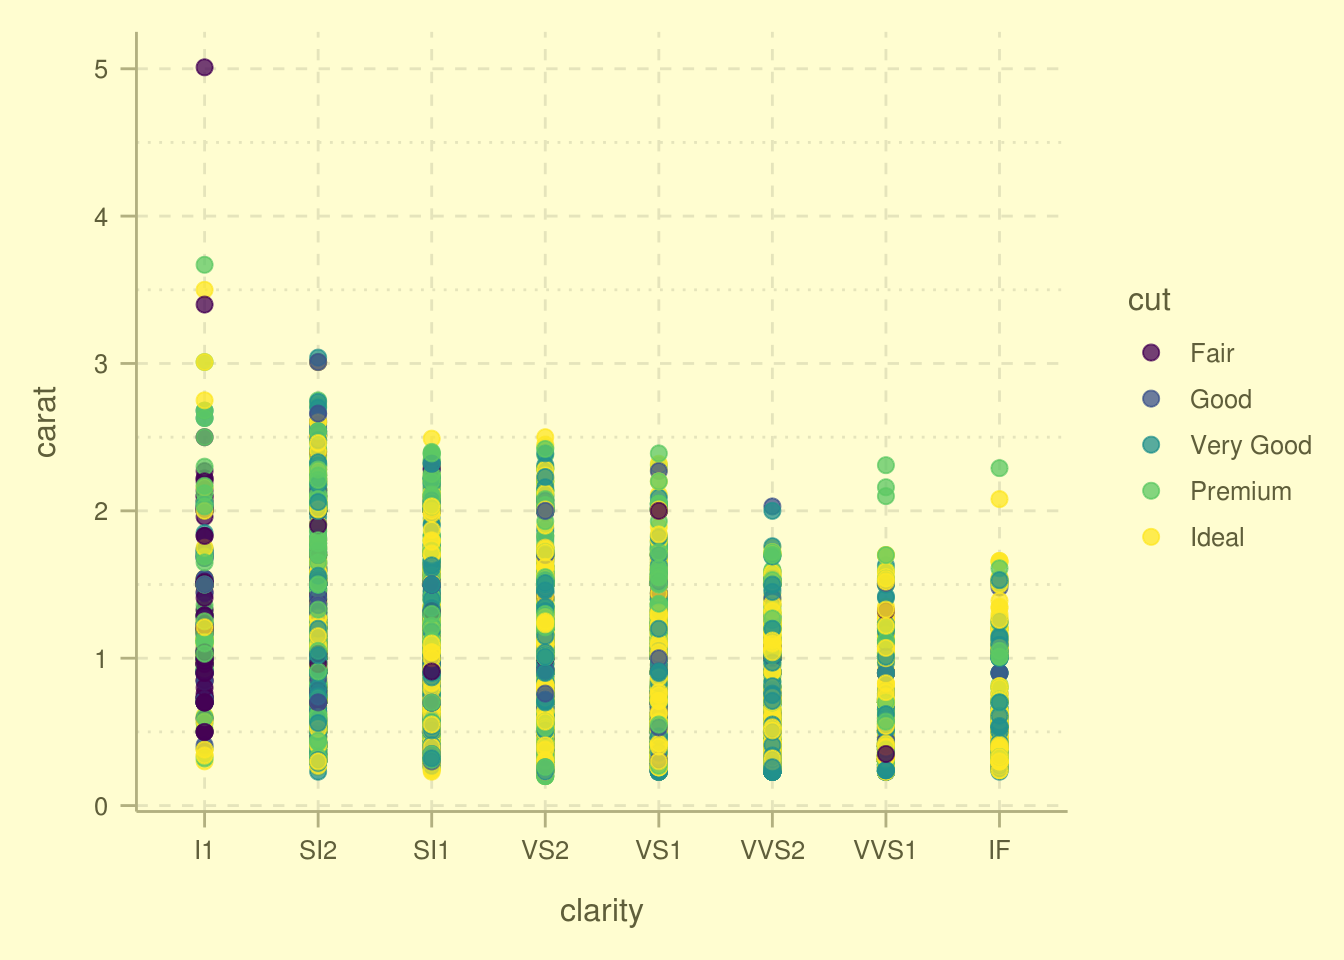 5
4
3
2
1
0
carat
I1 SI2 SI1 VS2 VS1 VVS2 VVS1 IF
clarity
cut
Fair
Good
Very Good
Premium
Ideal